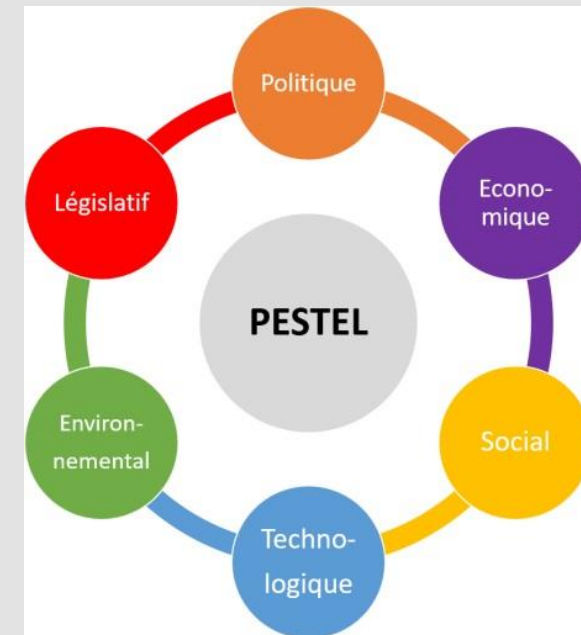 Politique
Econo-
mique
Social
Techno-
logique
Environ-
nemental
Législatif
PESTEL